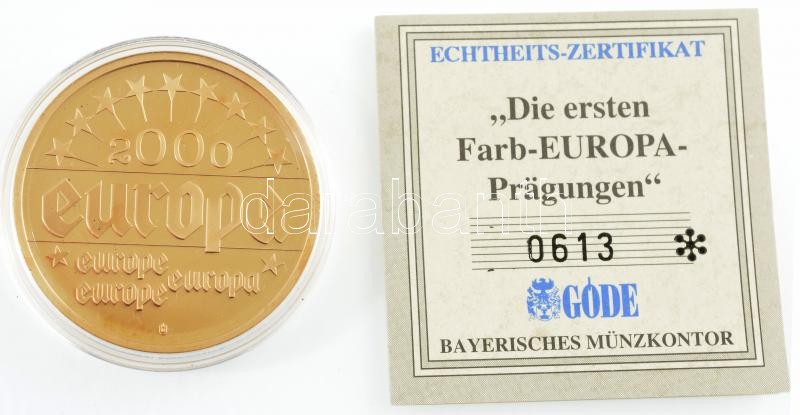 2000
europa
europe
europe europa
ECHTHEITS-ZERTIFIKAT
„Die ersten
Farb-EUROPA-
Prägungen“
0613 *
GÖDE
BAYERISCHES MÜNZKONTOR